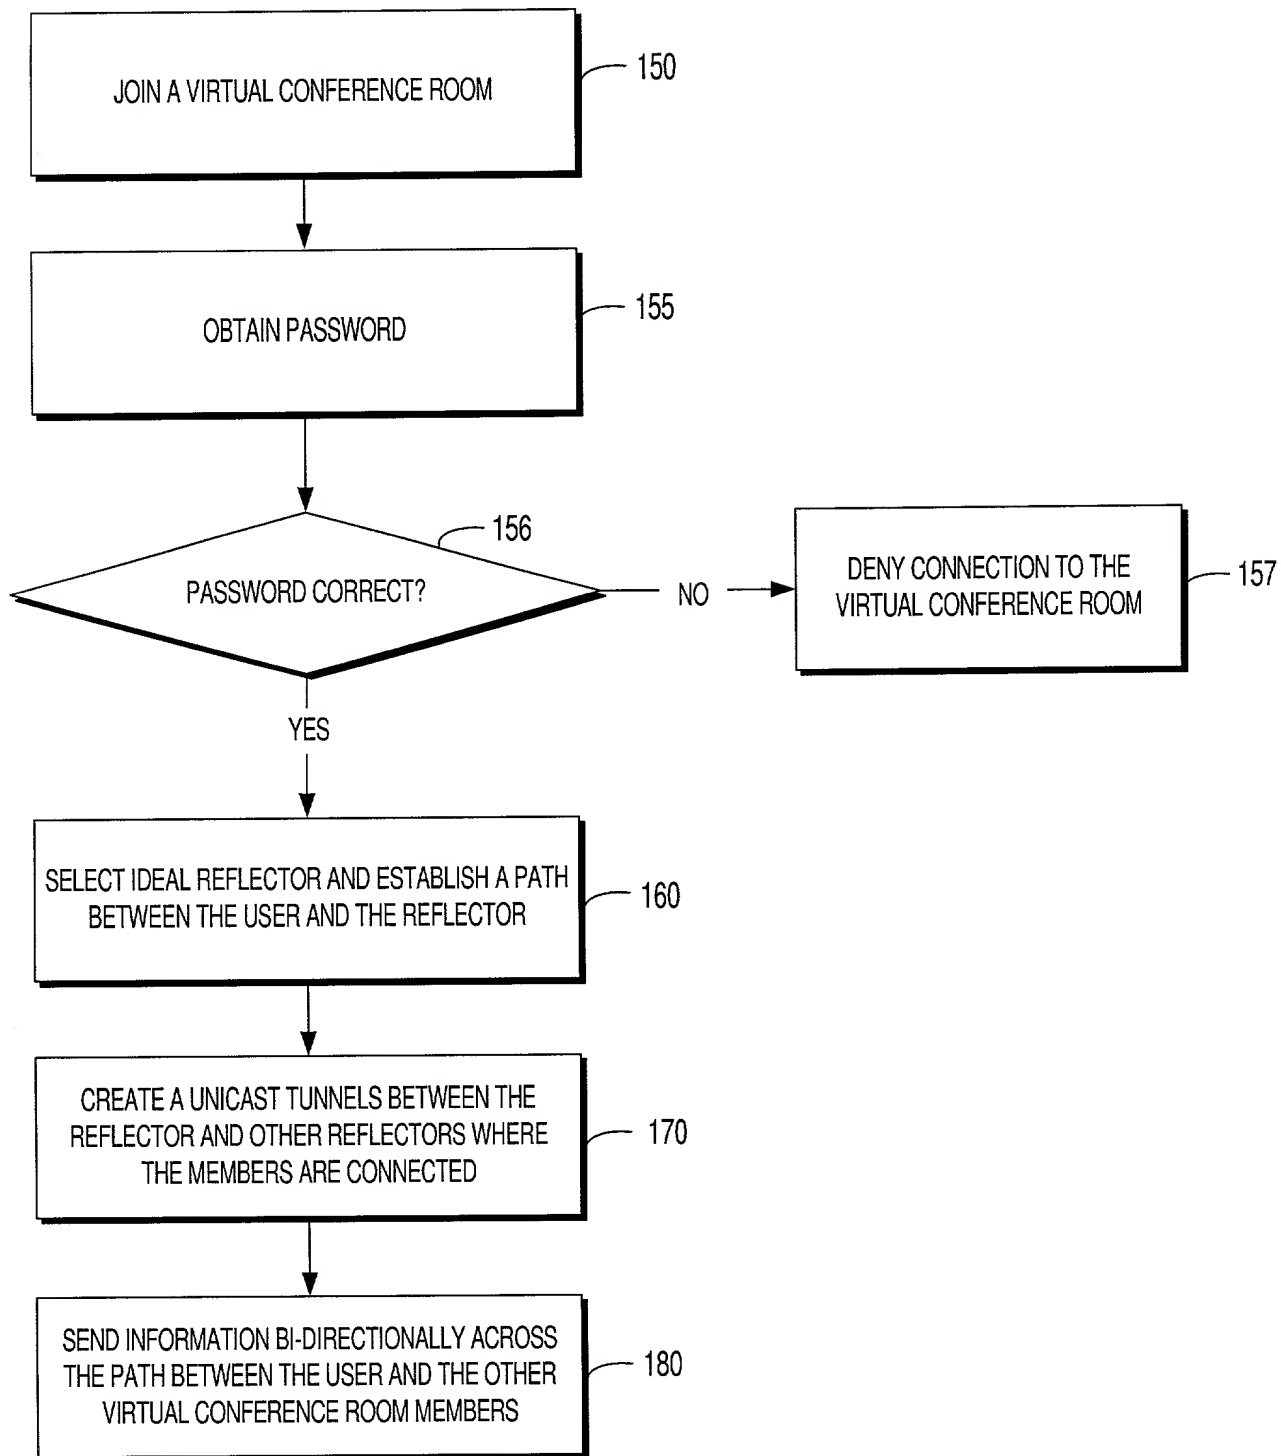 JOIN A VIRTUAL CONFERENCE ROOM
150
OBTAIN PASSWORD
155
156
PASSWORD CORRECT?
NO
DENY CONNECTION TO THE
VIRTUAL CONFERENCE ROOM
157
YES
SELECT IDEAL REFLECTOR AND ESTABLISH A PATH
BETWEEN THE USER AND THE REFLECTOR
160
CREATE A UNICAST TUNNELS BETWEEN THE
REFLECTOR AND OTHER REFLECTORS WHERE
THE MEMBERS ARE CONNECTED
170
SEND INFORMATION BI-DIRECTIONALLY ACROSS
THE PATH BETWEEN THE USER AND THE OTHER
VIRTUAL CONFERENCE ROOM MEMBERS
180